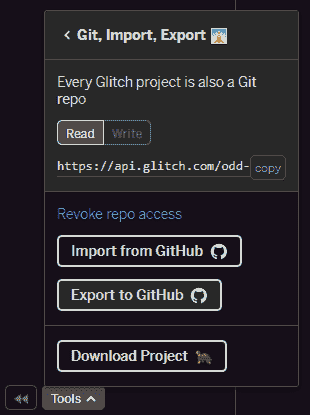 Git, Import, Export
Every Glitch project is also a Git
repo
Read Write
https://api.glitch.com/odd- copy
Revoke repo access
Import from GitHub
Export to GitHub
Download Project
Tools